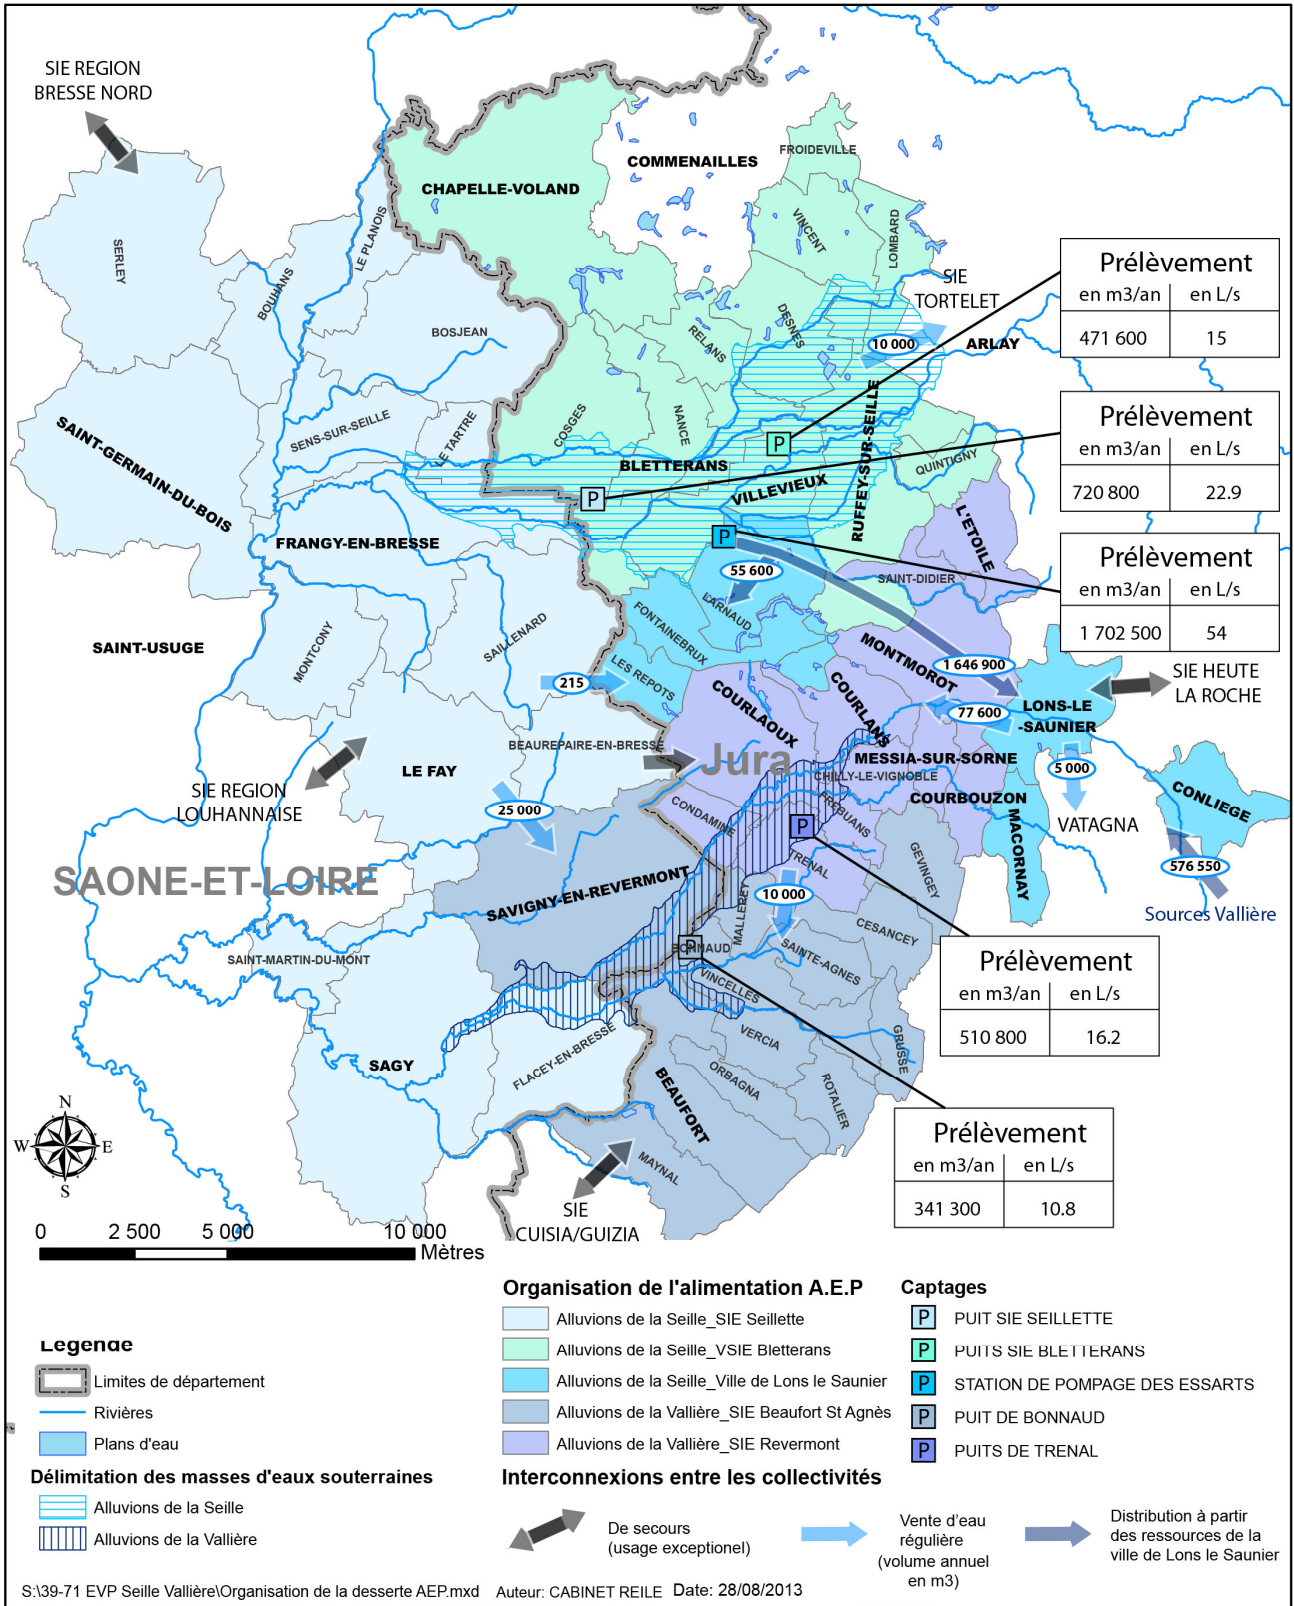 SIE REGION
BRESSE NORD
COMMENAILLES
FROIDEVILLE
CHAPELLE-VOLAND
LE PLANOIS
SERLEY
BOUHANS
VINCENT
LOMBARD
SIE
TORTELET
BOSJEAN
RELANS
DESNES
10 000
ARLAY
Prélèvement
en m3/an en L/s
471 600 15
SAINT-GERMAIN-DU-BOIS
SENS-SUR-SEILLE
LE TARTRE
COSGES
NANCE
P
BLETTERANS
VILLEVIEUX
RUFFEY-SUR-SEILLE
QUINTIGNY
Prélèvement
en m3/an en L/s
720 800 22.9
P
FRANGY-EN-BRESSE
P
L'ETOILE
Prélèvement
en m3/an en L/s
1 702 500 54
55 600
SAINT-DIDIER
LARNAUD
FONTAINEBRUX
SAINT-USUGE
MONTCONY
SAILLENARD
LES REPOTS
215
MONTMOROT
1 646 900
SIE HEUTE
LA ROCHE
COURLAOUX
COURLANS
77 600
LONS-LE
-SAUNIER
BEAUREPAIRE-EN-BRESSE
Jura
MESSIA-SUR-SORNE
CHILLY-LE-VIGNOBLE
5 000
LE FAY
SIE REGION
LOUHANNAISE
25 000
CONDAMINE
FREBUANS
COURBOUZON
MACORNAY
VATAGNA
CONLIEGE
P
TRENAL
GEVINGEY
576 550
Sources Vallière
SAONE-ET-LOIRE
SAVIGNY-EN-REVERMONT
10 000
MALLEREY
CESANCEY
SAINT-MARTIN-DU-MONT
BONNAUD
P
SAINTE-AGNES
VINCELLES
Prélèvement
en m3/an en L/s
510 800 16.2
SAGY
FLACEY-EN-BRESSE
VERCIA
GRUSSE
BEAUFORT
ORBAGNA
ROTALIER
Prélèvement
en m3/an en L/s
341 300 10.8
MAYNAL
SIE
CUISIA/GUIZIA
N
W E
S
0 2 500 5 000 10 000
Mètres
Légende
Limites de département
Rivières
Plans d'eau
Délimitation des masses d'eaux souterraines
Alluvions de la Seille
Alluvions de la Vallière
Organisation de l'alimentation A.E.P
Alluvions de la Seille_SIE Seillette
Alluvions de la Seille_VSIE Bletterans
Alluvions de la Seille_Ville de Lons le Saunier
Alluvions de la Vallière_SIE Beaufort St Agnès
Alluvions de la Vallière_SIE Revermont
Captages
P PUIT SIE SEILLETTE
P PUITS SIE BLETTERANS
P STATION DE POMPAGE DES ESSARTS
P PUIT DE BONNAUD
P PUITS DE TRENAL
Interconnexions entre les collectivités
De secours
(usage exceptionel)
Vente d'eau
régulière
(volume annuel
en m3)
Distribution à partir
des ressources de la
ville de Lons le Saunier
S:\39-71 EVP Seille Vallière\Organisation de la desserte AEP.mxd Auteur: CABINET REILE Date: 28/08/2013